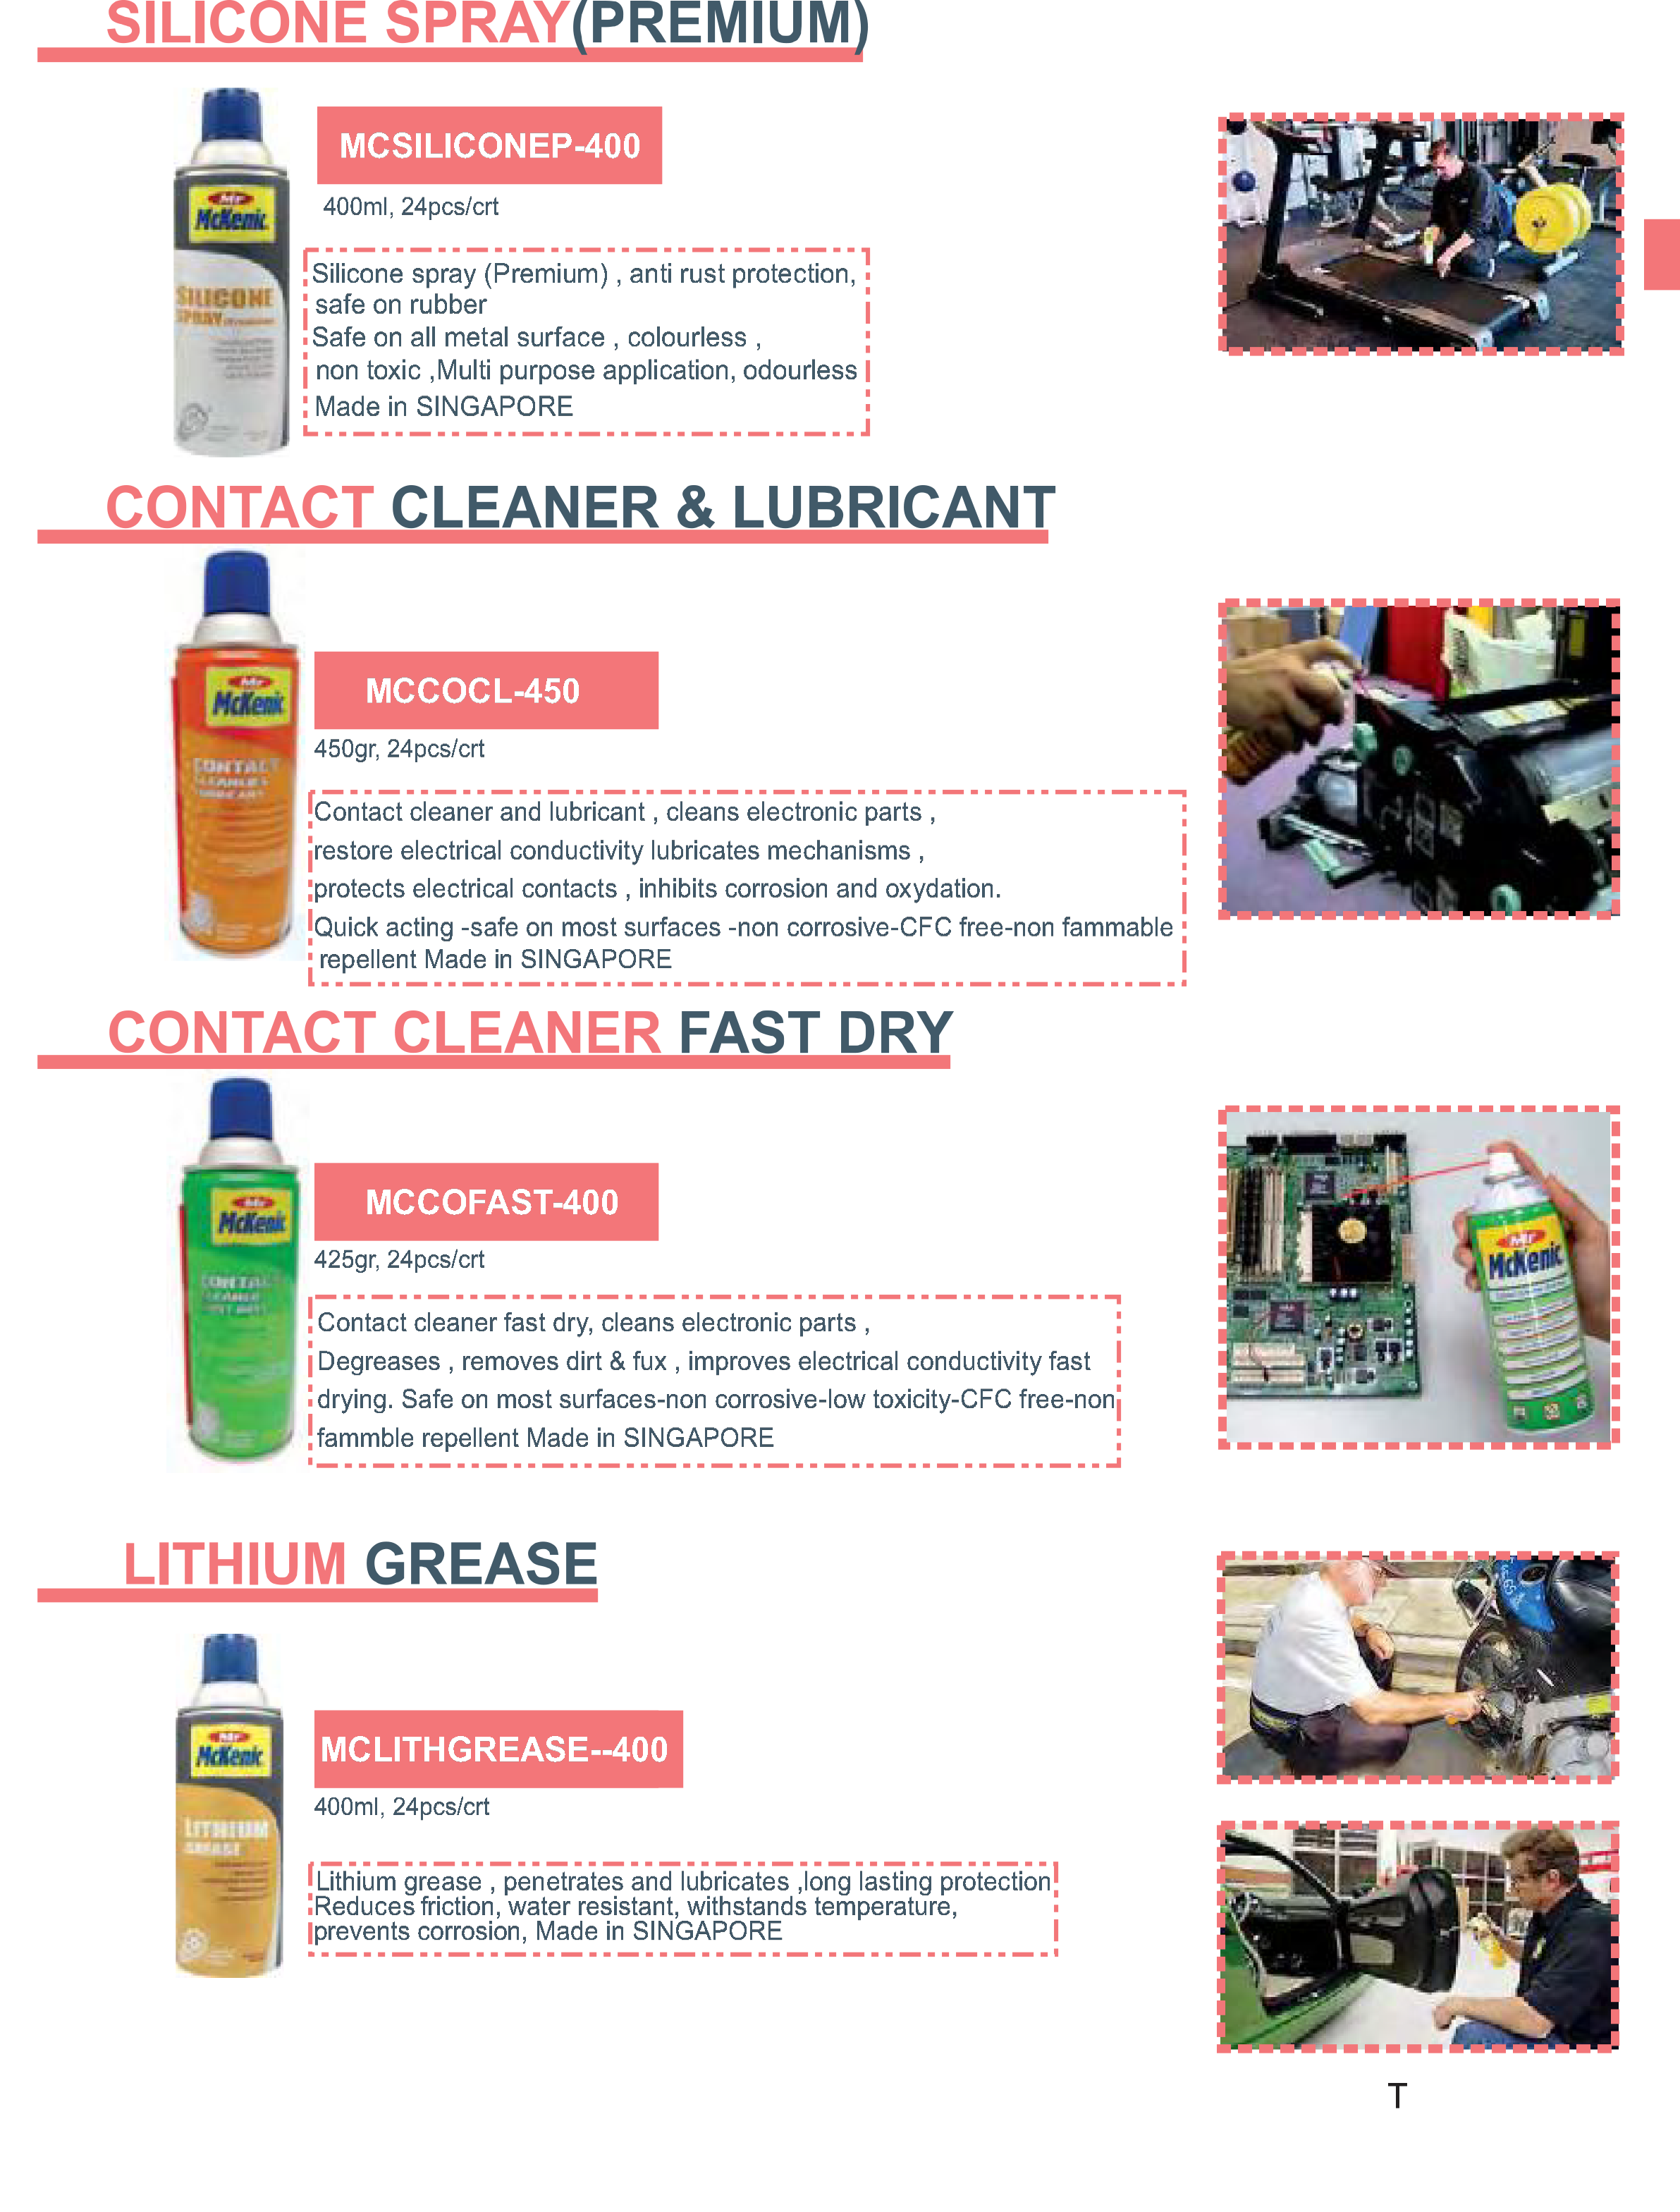 SILICONE SPRAY(PREMIUM)
Mr
McKenic
SILICONE
SPRAY
MCSILICONEP-400
400ml, 24pcs/crt
Silicone spray (Premium) , anti rust protection,
safe on rubber
Safe on all metal surface , colourless ,
non toxic ,Multi purpose application, odourless
Made in SINGAPORE
CONTACT CLEANER & LUBRICANT
Mr
McKenic
CONTACT
CLEANER &
LUBRICANT
MCCOCL-450
450gr, 24pcs/crt
Contact cleaner and lubricant , cleans electronic parts ,
restore electrical conductivity lubricates mechanisms ,
protects electrical contacts , inhibits corrosion and oxydation.
Quick acting -safe on most surfaces -non corrosive-CFC free-non fammable
repellent Made in SINGAPORE
CONTACT CLEANER FAST DRY
Mr
McKenic
CONTACT
CLEANER
MCCOFAST-400
425gr, 24pcs/crt
Contact cleaner fast dry, cleans electronic parts ,
Degreases , removes dirt & fux , improves electrical conductivity fast
drying. Safe on most surfaces-non corrosive-low toxicity-CFC free-non
fammble repellent Made in SINGAPORE
Mr
McKenic
LITHIUM GREASE
Mr
McKenic
LITHIUM
GREASE
MCLITHGREASE--400
400ml, 24pcs/crt
Lithium grease , penetrates and lubricates ,long lasting protection
Reduces friction, water resistant, withstands temperature,
prevents corrosion, Made in SINGAPORE
T